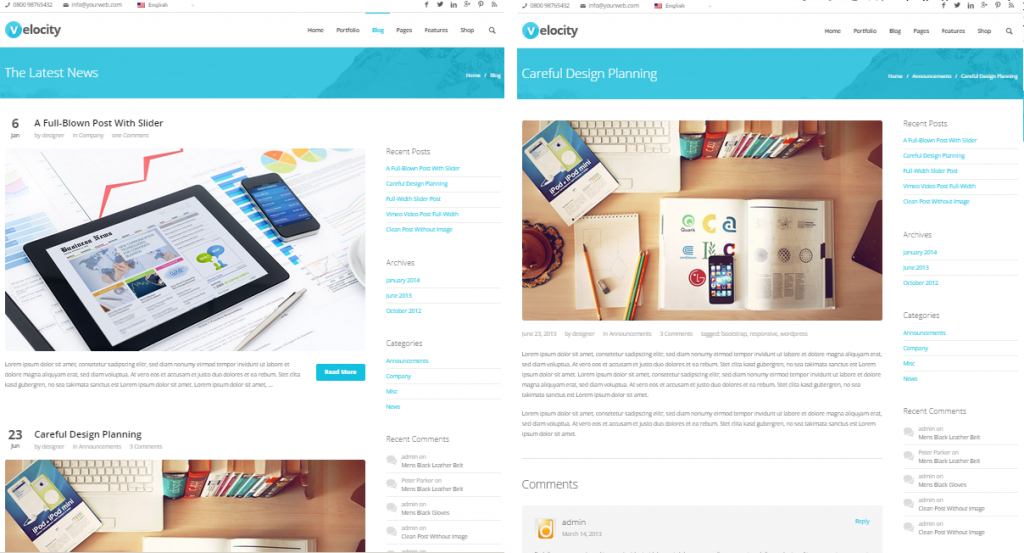 0800 98765432 info@yourweb.com English
Velocity
Home Portfolio Blog Pages Features Shop
The Latest News
Home / Blog
6
Jan
A Full-Blown Post With Slider
by designer in Company one Comment
Business News
Lorem ipsum dolor sit amet, consetetur sadipscing elitr, sed diam nonumy eirmod tempor invidunt ut labore et
dolore magna aliquyam erat, sed diam voluptua. At vero eos et accusam et justo duo dolores et ea rebum. Stet clita
kasd gubergren, no sea takimata sanctus est Lorem ipsum dolor sit amet. Lorem ipsum dolor sit amet, ...
Read More
23
Jun
Careful Design Planning
by designer in Announcements 3 Comments
iPod & iPod mini
Recent Posts
A Full-Blown Post With Slider
Careful Design Planning
Full-Width Slider Post
Vimeo Video Post Full-Width
Clean Post Without Image
Archives
January 2014
June 2013
October 2012
Categories
Announcements
Company
Misc
News
Recent Comments
admin on
Mens Black Leather Belt
Peter Parker on
Mens Black Leather Belt
admin on
Mens Black Gloves
admin on
Clean Post Without Image
admin on
0800 98765432 info@yourweb.com English
Velocity
Home Portfolio Blog Pages Features Shop
Careful Design Planning
Home / Announcements / Careful Design Planning
iPod & iPod mini
Quark
LG
June 23, 2013 by designer in Announcements 3 Comments tagged: bootstrap, responsive, wordpress
Lorem ipsum dolor sit amet, consetetur sadipscing elitr, sed diam nonumy eirmod tempor invidunt ut labore et dolore magna aliquyam erat,
sed diam voluptua. At vero eos et accusam et justo duo dolores et ea rebum. Stet clita kasd gubergren, no sea takimata sanctus est Lorem
ipsum dolor sit amet. Lorem ipsum dolor sit amet, consetetur sadipscing elitr, sed diam nonumy eirmod tempor invidunt ut labore et dolore
magna aliquyam erat, sed diam voluptua. At vero eos et accusam et justo duo dolores et ea rebum. Stet clita kasd gubergren, no sea takimata
sanctus est Lorem ipsum dolor sit amet.
Lorem ipsum dolor sit amet, consetetur sadipscing elitr, sed diam nonumy eirmod tempor invidunt ut labore et dolore magna aliquyam erat,
sed diam voluptua. At vero eos et accusam et justo duo dolores et ea rebum. Stet clita kasd gubergren, no sea takimata sanctus est Lorem
ipsum dolor sit amet.
Comments
admin
Reply
March 14, 2013
Recent Posts
A Full-Blown Post With Slider
Careful Design Planning
Full-Width Slider Post
Vimeo Video Post Full-Width
Clean Post Without Image
Archives
January 2014
June 2013
October 2012
Categories
Announcements
Company
Misc
News
Recent Comments
admin on
Mens Black Leather Belt
Peter Parker on
Mens Black Leather Belt
admin on
Mens Black Gloves
admin on
Clean Post Without Image
admin on
Clean Post Without Image